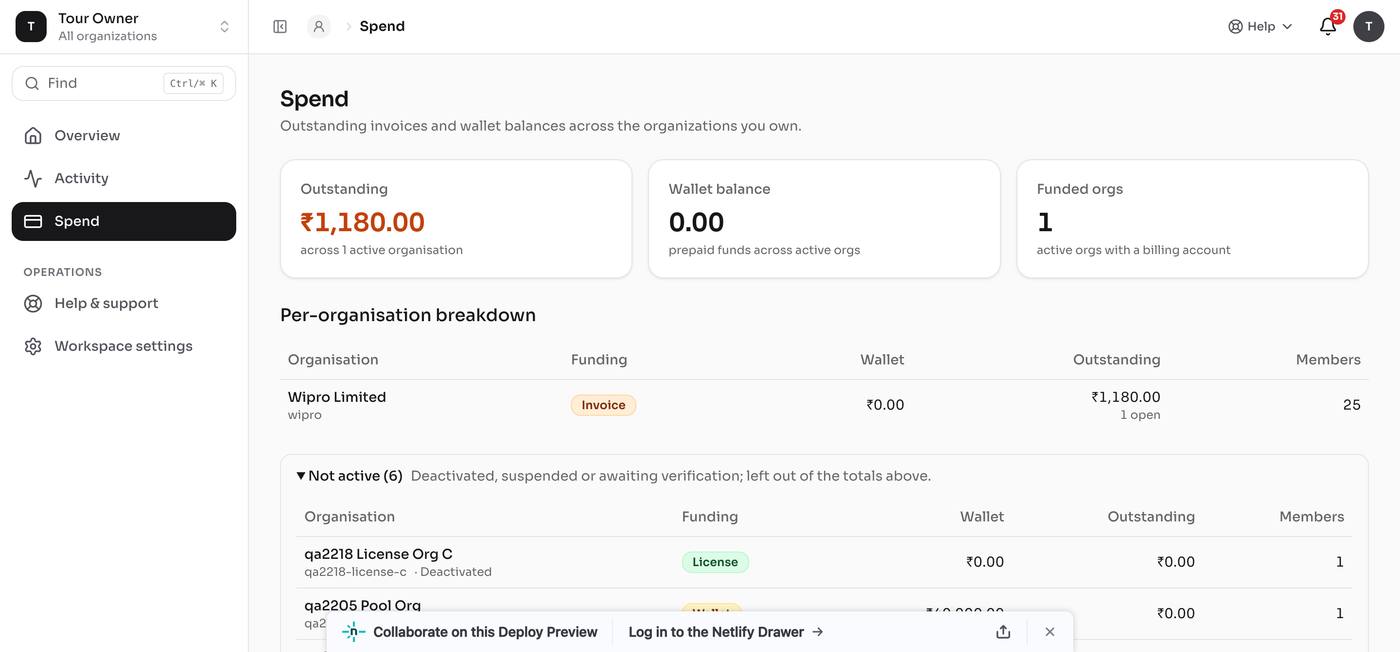 T
Tour Owner
All organizations
Spend
Help
31
T
Find
Ctrl/⌘ K
Overview
Activity
Spend
OPERATIONS
Help & support
Workspace settings
Spend
Outstanding invoices and wallet balances across the organizations you own.
Outstanding
₹1,180.00
across 1 active organisation
Wallet balance
0.00
prepaid funds across active orgs
Funded orgs
1
active orgs with a billing account
Per-organisation breakdown
Organisation Funding Wallet Outstanding Members
Wipro Limited Invoice ₹0.00 ₹1,180.00 25
wipro 1 open
▼ Not active (6) Deactivated, suspended or awaiting verification; left out of the totals above.
Organisation Funding Wallet Outstanding Members
qa2218 License Org C License ₹0.00 ₹0.00 1
qa2218-license-c · Deactivated
qa2205 Pool Org ₹0.00 1
Collaborate on this Deploy Preview
Log in to the Netlify Drawer →